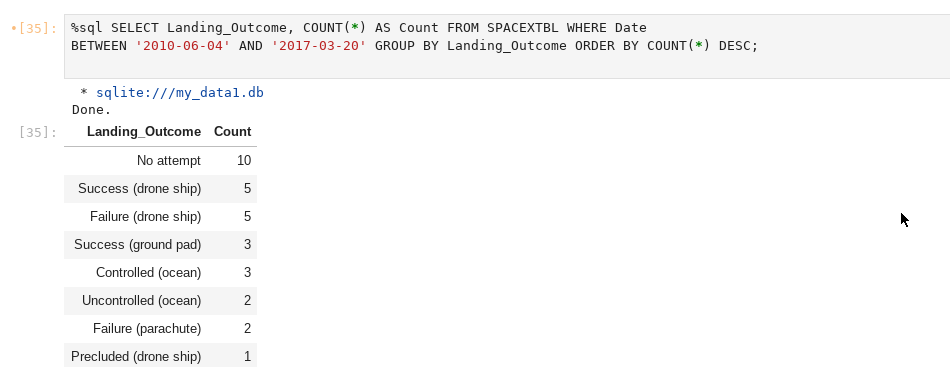 •[35]: %sql SELECT Landing_Outcome, COUNT(*) AS Count FROM SPACEXTBL WHERE Date
BETWEEN '2010-06-04' AND '2017-03-20' GROUP BY Landing_Outcome ORDER BY COUNT(*) DESC;
* sqlite:///my_data1.db
Done.
[35]: Landing_Outcome Count
No attempt 10
Success (drone ship) 5
Failure (drone ship) 5
Success (ground pad) 3
Controlled (ocean) 3
Uncontrolled (ocean) 2
Failure (parachute) 2
Precluded (drone ship) 1